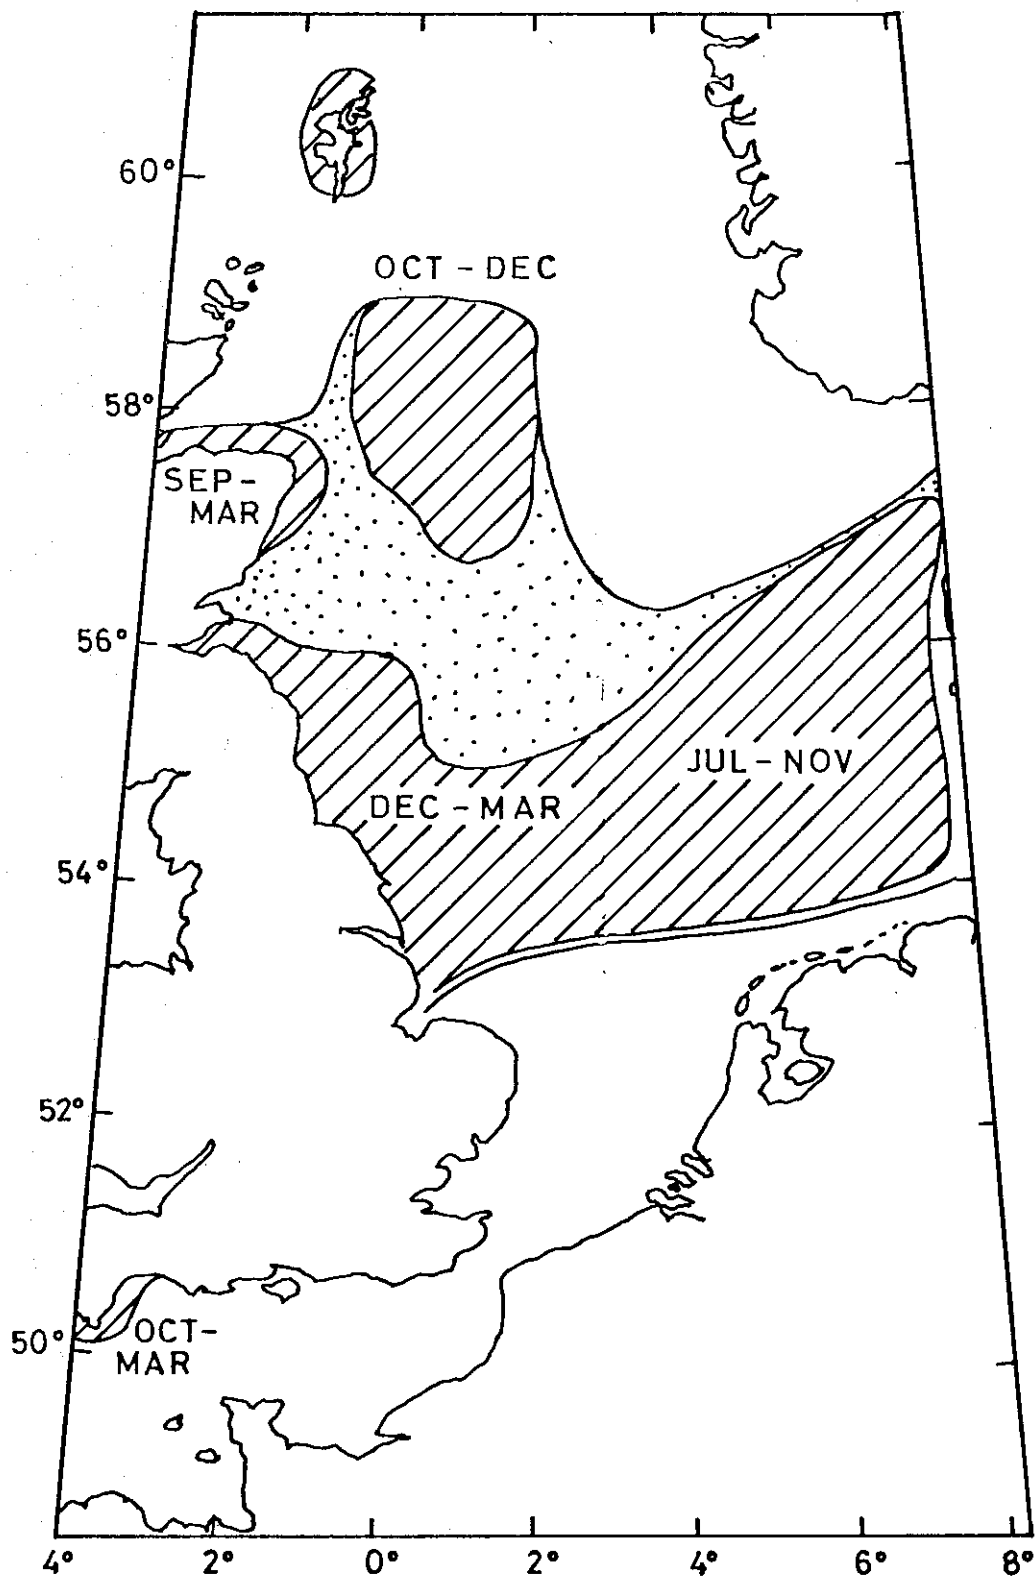 60°
OCT - DEC
58°
SEP-
MAR
56°
JUL - NOV
DEC - MAR
54°
52°
OCT-
MAR
50°
4° 2° 0° 2° 4° 6° 8°